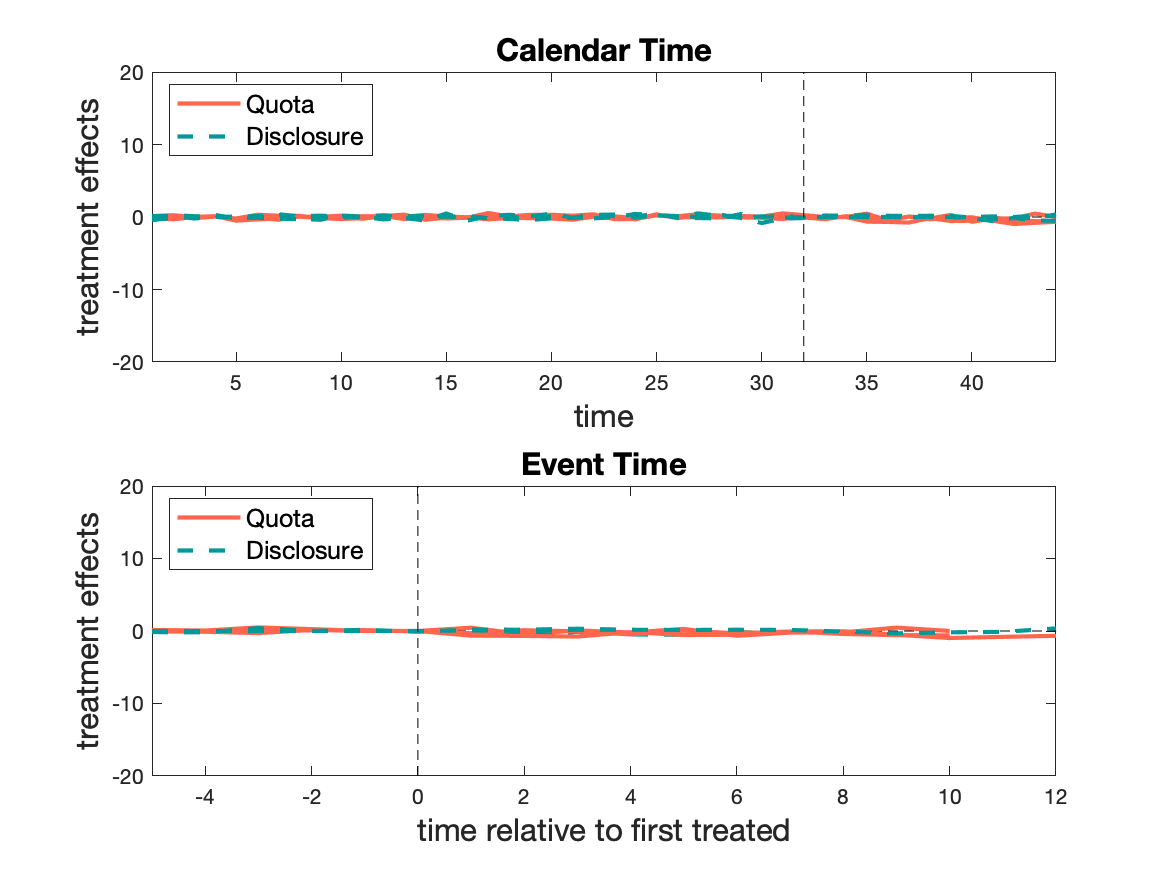 Calendar Time
20
10
0
-10
-20
treatment effects
Quota
Disclosure
5 10 15 20 25 30 35 40
time
Event Time
20
10
0
-10
-20
treatment effects
Quota
Disclosure
-4 -2 0 2 4 6 8 10 12
time relative to first treated